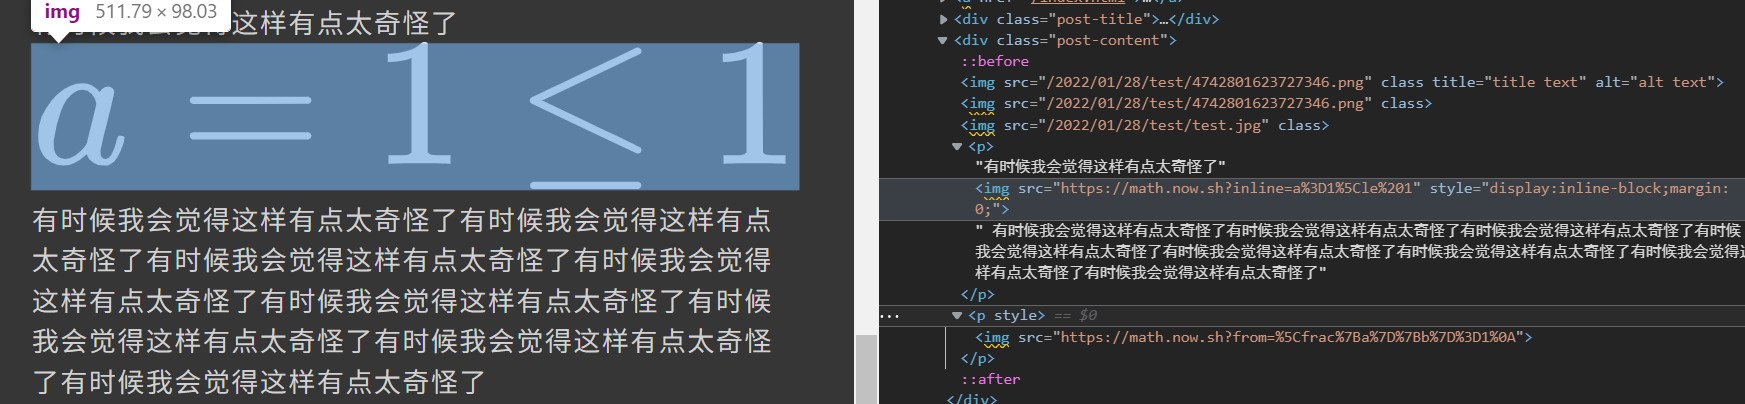 img 511.79 × 98.03
有时候我会觉得这样有点太奇怪了
a = 1 ≤ 1
有时候我会觉得这样有点太奇怪了有时候我会觉得这样有点
太奇怪了有时候我会觉得这样有点太奇怪了有时候我会觉得
这样有点太奇怪了有时候我会觉得这样有点太奇怪了有时候
我会觉得这样有点太奇怪了有时候我会觉得这样有点太奇怪
了有时候我会觉得这样有点太奇怪了
<div class="post-title">…</div>
<div class="post-content">
::before
<img src="/2022/01/28/test/4742801623727346.png" class title="title text" alt="alt text">
<img src="/2022/01/28/test/4742801623727346.png" class>
<img src="/2022/01/28/test/test.jpg" class>
<p>
"有时候我会觉得这样有点太奇怪了"
<img src="https://math.now.sh?inline=a%3D1%5Cle%201" style="display:inline-block;margin:
0;">
" 有时候我会觉得这样有点太奇怪了有时候我会觉得这样有点太奇怪了有时候我会觉得这样有点太奇怪了有时候
我会觉得这样有点太奇怪了有时候我会觉得这样有点太奇怪了有时候我会觉得这样有点太奇怪了有时候我会觉得这
样有点太奇怪了有时候我会觉得这样有点太奇怪了"
</p>
… <p style> == $0
<img src="https://math.now.sh?from=%5Cfrac%7Ba%7D%7Bb%7D%3D1%0A">
</p>
::after
</div>